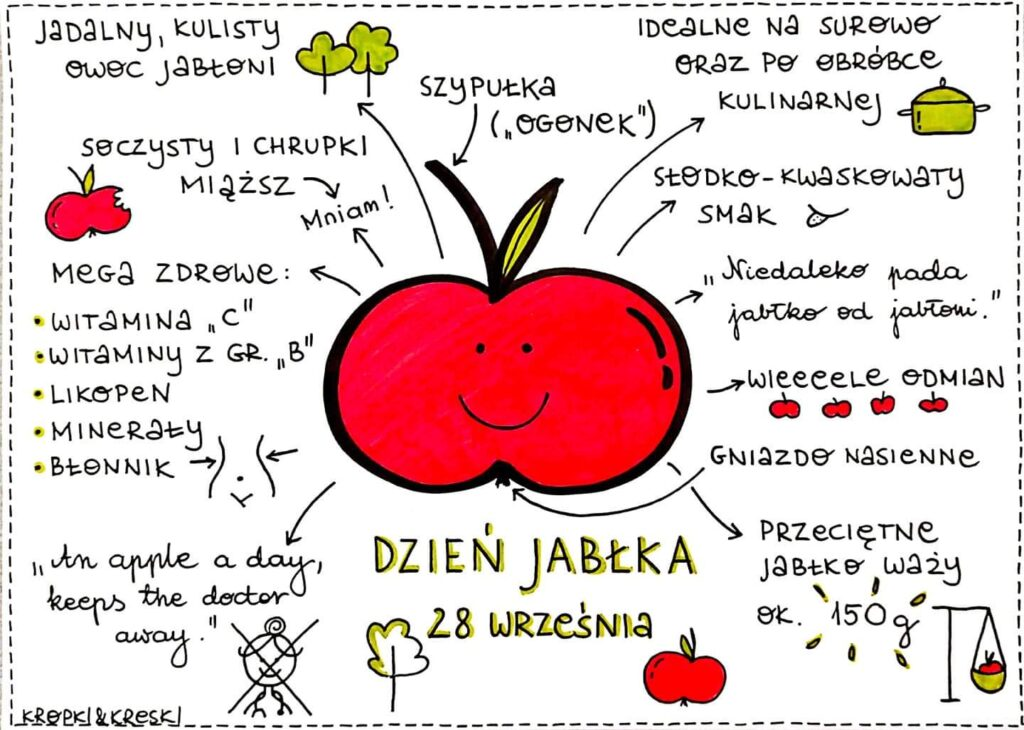 JADALNY, KULISTY
OWOC JABŁONI
SZYPUŁKA
(„OGONEK")
IDEALNE NA SUROWO
ORAZ PO OBRÓBCE
KULINARNEJ
SOCZYSTY I CHRUPKI
MIĄŻSZ
Mniam!
SŁODKO-KWASKOWATY
SMAK
MEGA ZDROWE:
• WITAMINA „C"
• WITAMINY Z GR. „B"
• LIKOPEN
• MINERAŁY
• BŁONNIK
„Niedaleko pada
jabłko od jabłoni."
WIEEEELE ODMIAN
GNIAZDO NASIENNE
„An apple a day,
keeps the doctor
away."
DZIEŃ JABŁKA
28 WRZEŚNIA
PRZECIĘTNE
JABŁKO WAŻY
OK. 150g
KROPKI&KRESKI